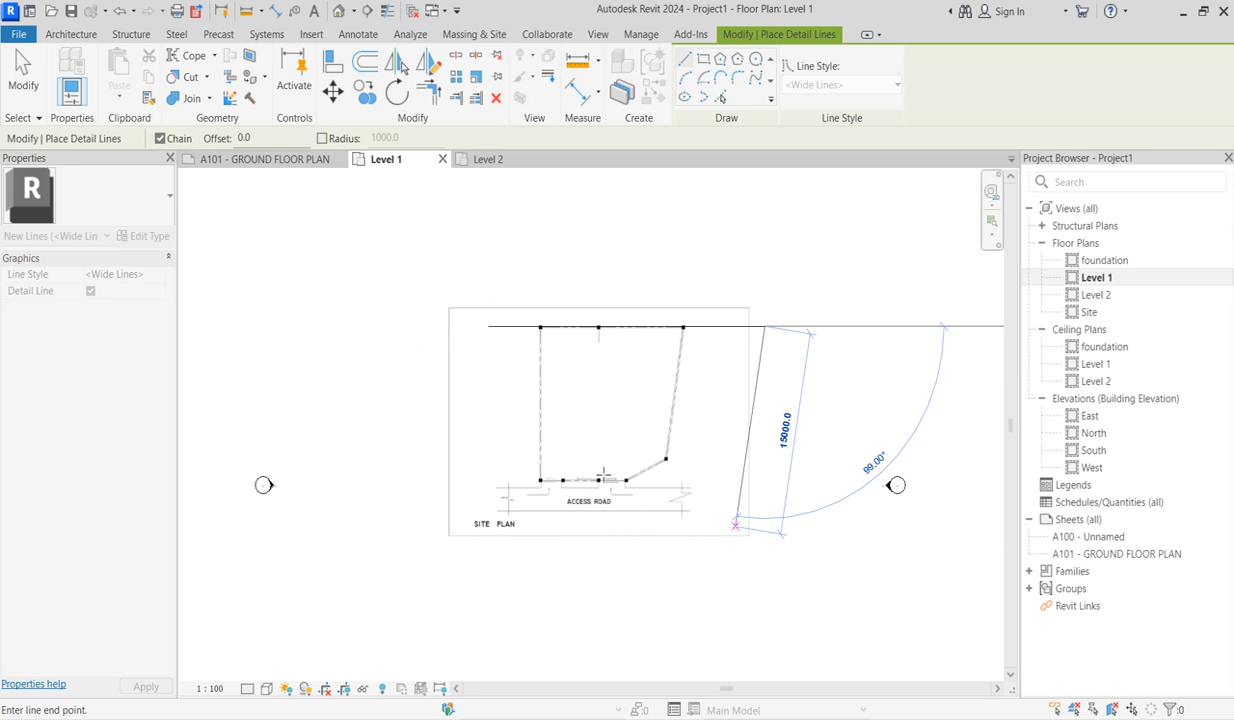 Autodesk Revit 2024 - Project1 - Floor Plan: Level 1
Sign In
File Architecture Structure Steel Precast Systems Insert Annotate Analyze Massing & Site Collaborate View Manage Add-Ins Modify | Place Detail Lines
Modify
Select
Properties
Paste
Clipboard
Cope
Cut
Join
Geometry
Activate
Controls
Modify
View
Measure
Create
Draw
Line Style:
<Wide Lines>
Line Style
Modify | Place Detail Lines
Chain Offset: 0.0
Radius: 1000.0
Properties
R
New Lines (<Wide Lin
Edit Type
Graphics
Line Style <Wide Lines>
Detail Line
Properties help
Apply
A101 - GROUND FLOOR PLAN
Level 1
Level 2
2D
15000.0
99.00°
ACCESS ROAD
SITE PLAN
1 : 100
Project Browser - Project1
Search
Views (all)
Structural Plans
Floor Plans
foundation
Level 1
Level 2
Site
Ceiling Plans
foundation
Level 1
Level 2
Elevations (Building Elevation)
East
North
South
West
Legends
Schedules/Quantities (all)
Sheets (all)
A100 - Unnamed
A101 - GROUND FLOOR PLAN
Families
Groups
Revit Links
Enter line end point.
:0
Main Model
:0